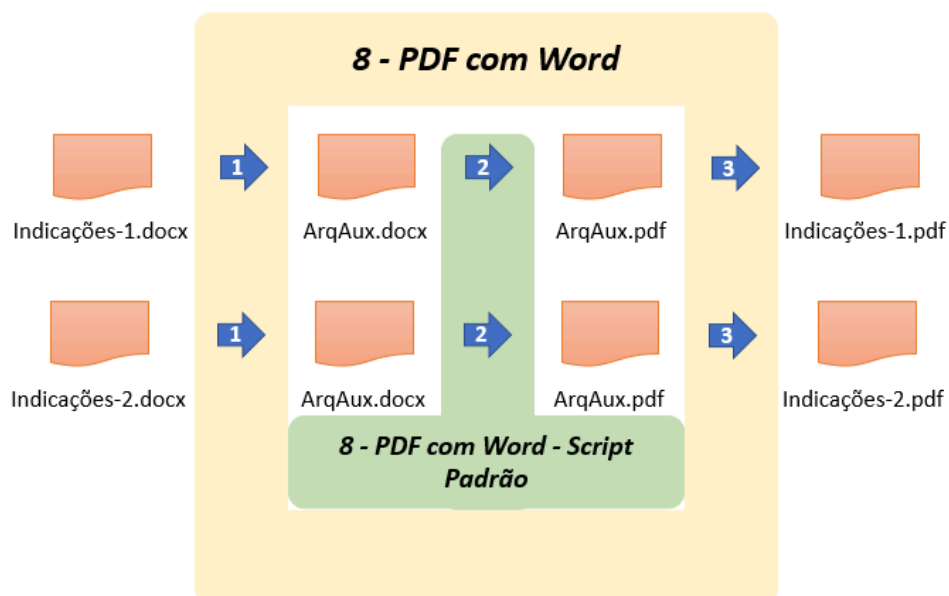 8 - PDF com Word
1 2 3
Indicações-1.docx ArqAux.docx ArqAux.pdf Indicações-1.pdf
1 2 3
Indicações-2.docx ArqAux.docx ArqAux.pdf Indicações-2.pdf
8 - PDF com Word - Script
Padrão